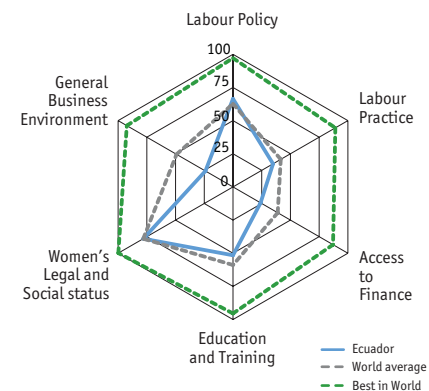 Labour Policy
100
75
50
25
0
General
Business
Environment
Labour
Practice
Women's
Legal and
Social status
Access
to
Finance
Education
and Training
Ecuador
World average
Best in World